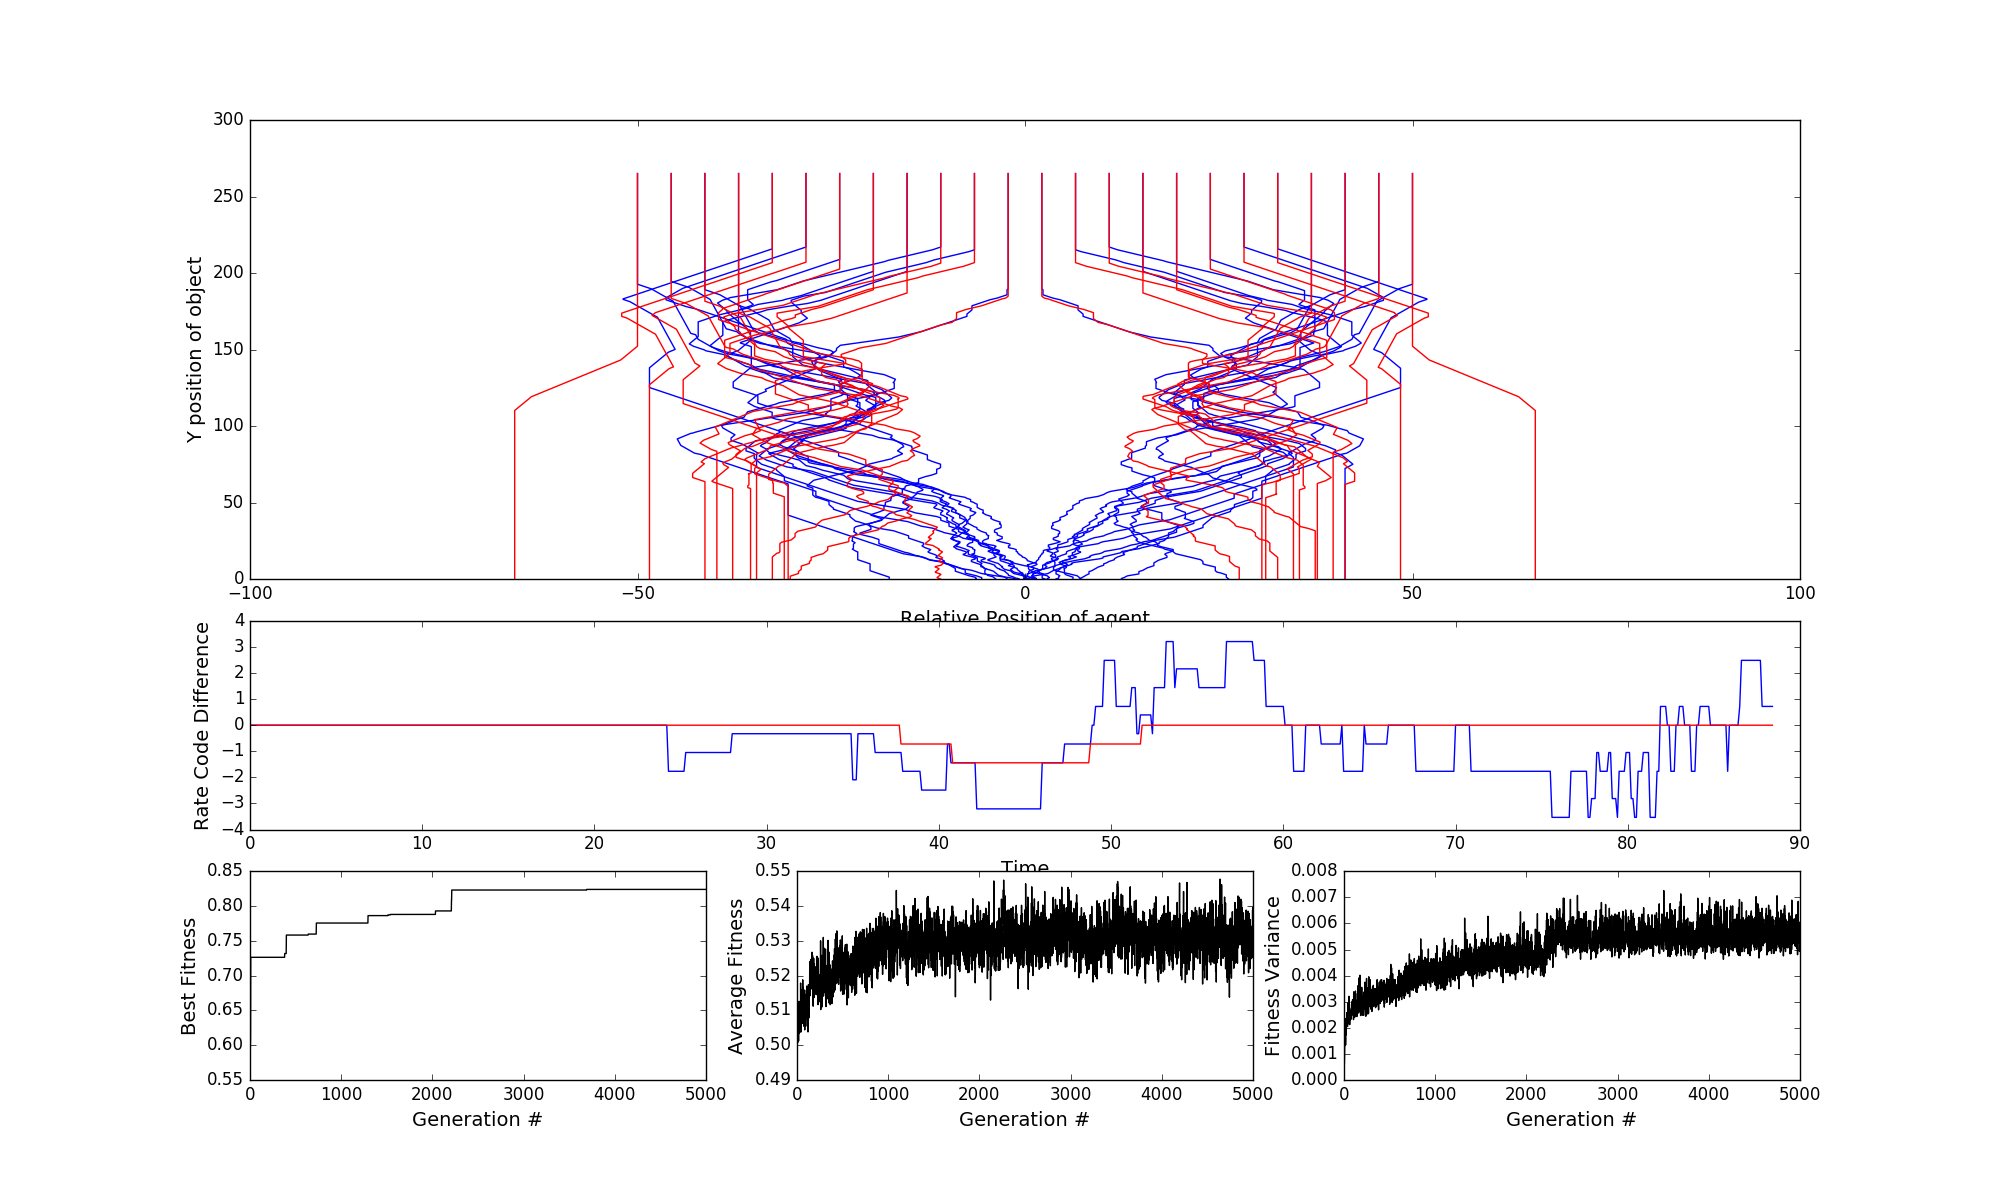 300
250
200
150
100
50
0
Y position of object
−100 −50 0 50 100
Relative Position of agent
4
3
2
1
0
−1
−2
−3
−4
Rate Code Difference
0 10 20 30 40 50 60 70 80 90
Time
0.85
0.80
0.75
0.70
0.65
0.60
0.55
Best Fitness
0 1000 2000 3000 4000 5000
Generation #
0.55
0.54
0.53
0.52
0.51
0.50
0.49
Average Fitness
0 1000 2000 3000 4000 5000
Generation #
0.008
0.007
0.006
0.005
0.004
0.003
0.002
0.001
0.000
Fitness Variance
0 1000 2000 3000 4000 5000
Generation #